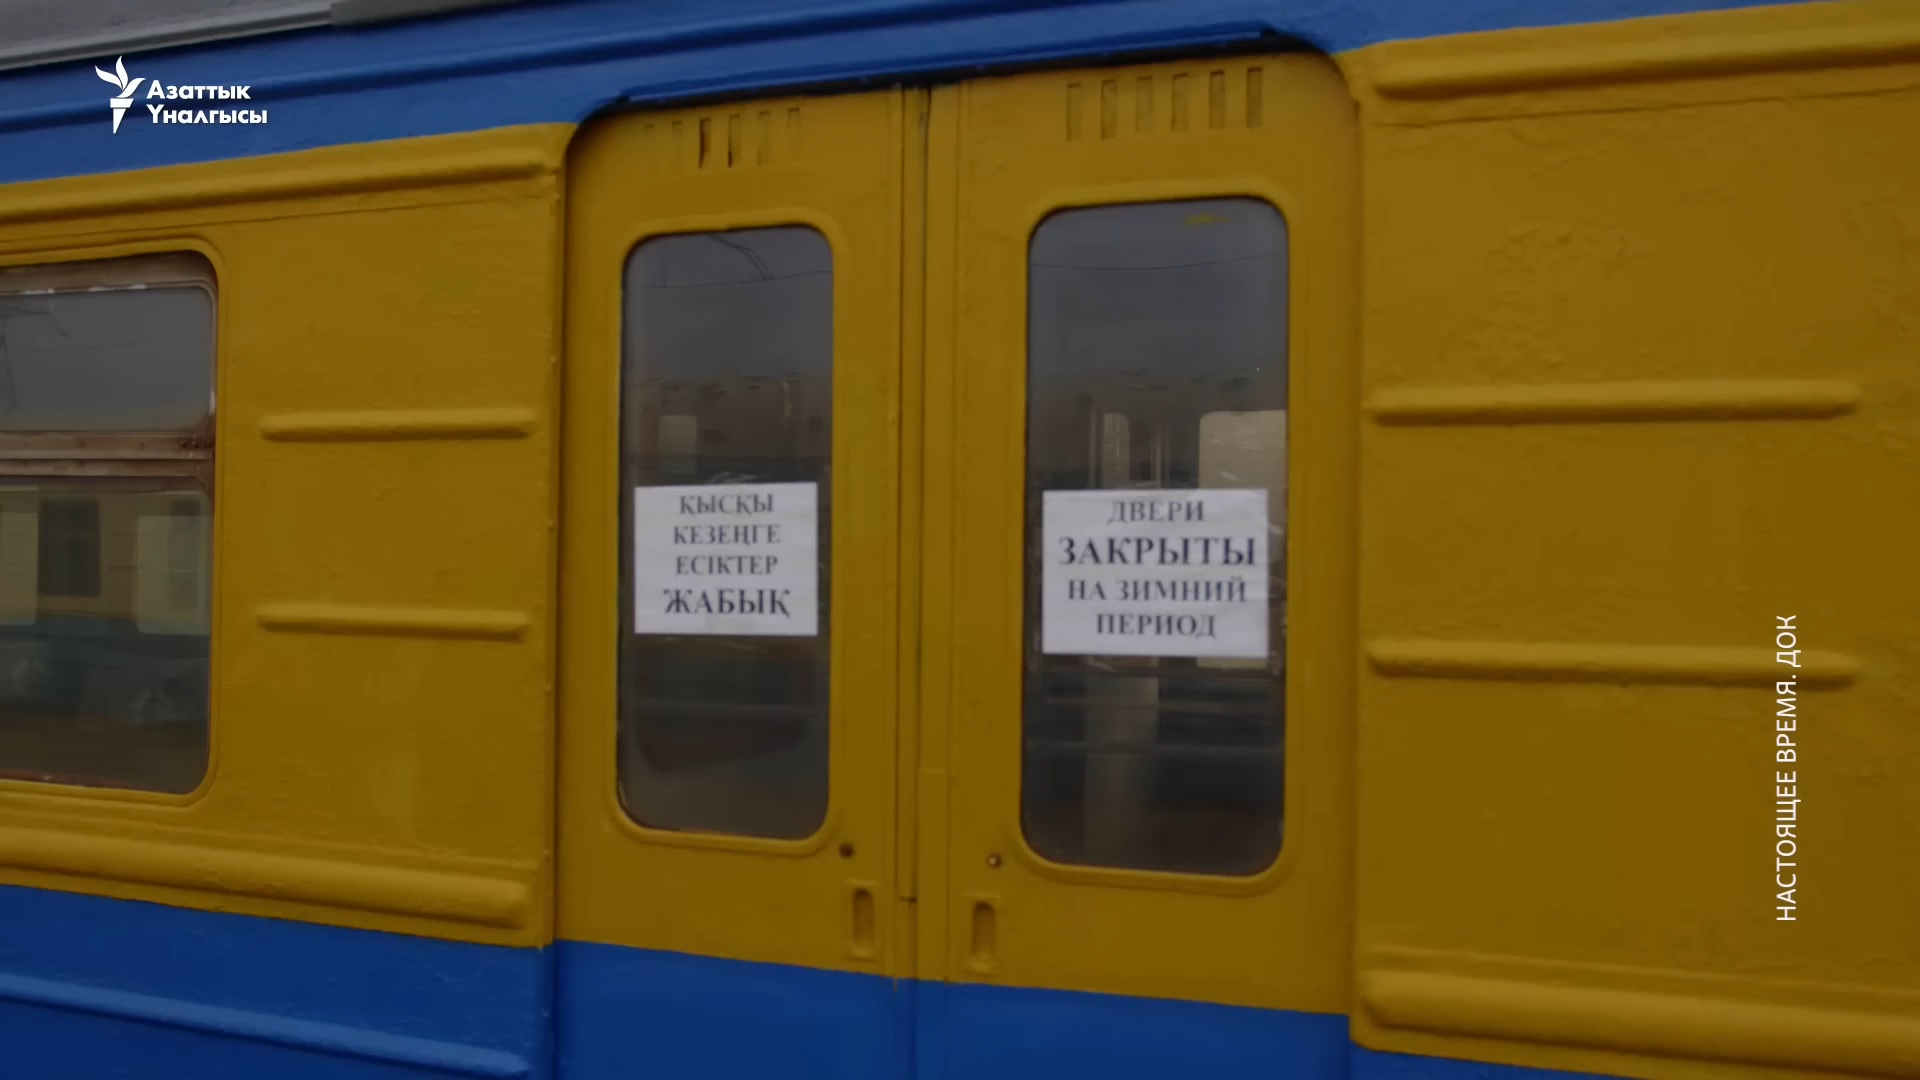 Азаттык
Үналгысы
ҚЫСҚЫ
КЕЗЕҢГЕ
ЕСІКТЕР
ЖАБЫҚ
ДВЕРИ
ЗАКРЫТЫ
НА ЗИМНИЙ
ПЕРИОД
НАСТОЯЩЕЕ ВРЕМЯ. ДОК